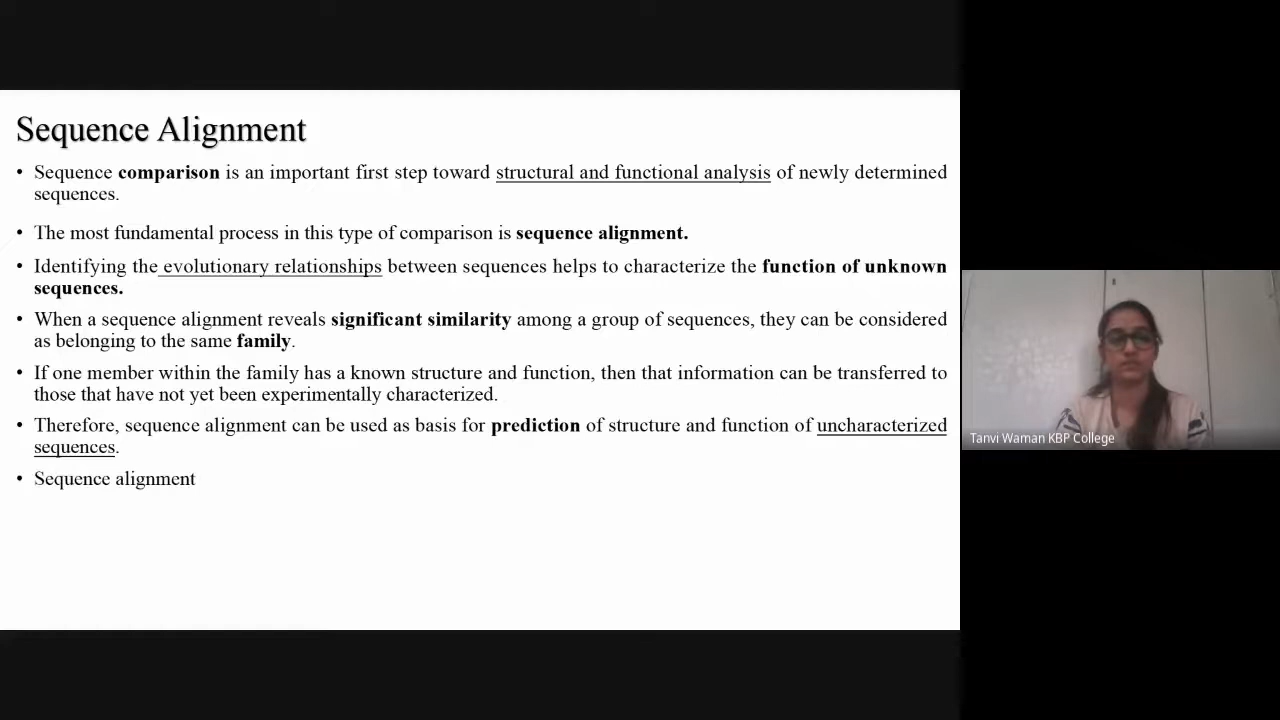 Sequence Alignment
• Sequence comparison is an important first step toward structural and functional analysis of newly determined
sequences.
• The most fundamental process in this type of comparison is sequence alignment.
• Identifying the evolutionary relationships between sequences helps to characterize the function of unknown
sequences.
• When a sequence alignment reveals significant similarity among a group of sequences, they can be considered
as belonging to the same family.
• If one member within the family has a known structure and function, then that information can be transferred to
those that have not yet been experimentally characterized.
• Therefore, sequence alignment can be used as basis for prediction of structure and function of uncharacterized
sequences.
• Sequence alignment
Tanvi Waman KBP College